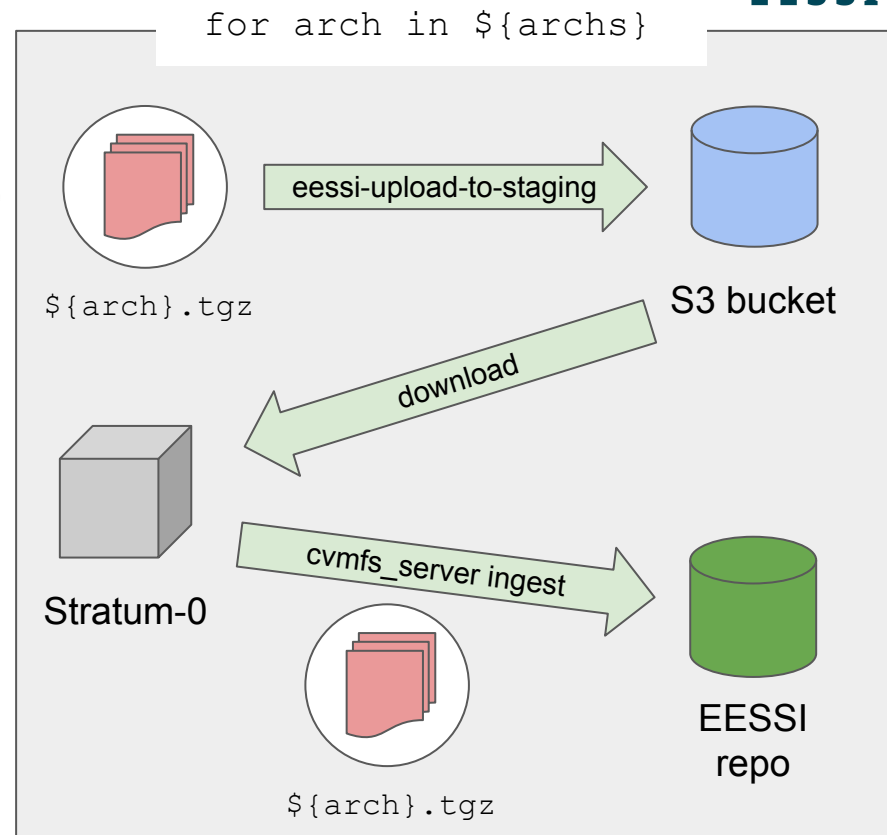 for arch in ${archs}
eessi-upload-to-staging
${arch}.tgz
S3 bucket
download
cvmfs_server ingest
Stratum-0
EESSI
repo
${arch}.tgz